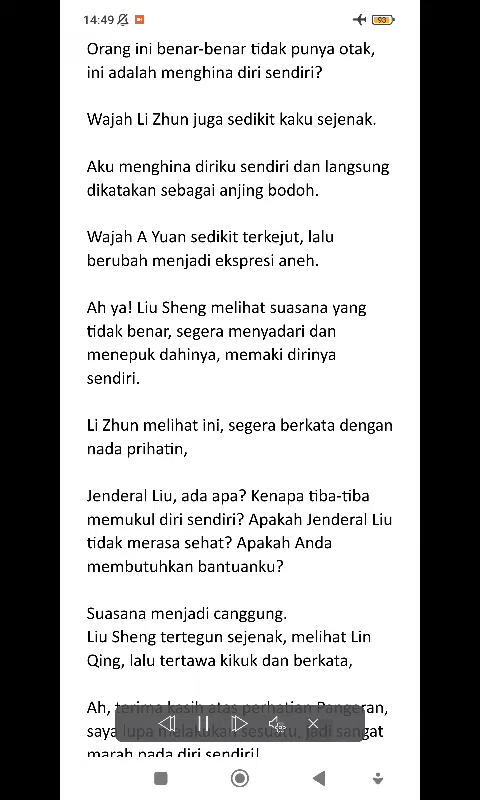 14:49
93
Orang ini benar-benar tidak punya otak,
ini adalah menghina diri sendiri?
Wajah Li Zhun juga sedikit kaku sejenak.
Aku menghina diriku sendiri dan langsung
dikatakan sebagai anjing bodoh.
Wajah A Yuan sedikit terkejut, lalu
berubah menjadi ekspresi aneh.
Ah ya! Liu Sheng melihat suasana yang
tidak benar, segera menyadari dan
menepuk dahinya, memaki dirinya
sendiri.
Li Zhun melihat ini, segera berkata dengan
nada prihatin,
Jenderal Liu, ada apa? Kenapa tiba-tiba
memukul diri sendiri? Apakah Jenderal Liu
tidak merasa sehat? Apakah Anda
membutuhkan bantuanku?
Suasana menjadi canggung.
Liu Sheng tertegun sejenak, melihat Lin
Qing, lalu tertawa kikuk dan berkata,
Ah, terima kasih atas perhatian Pangeran,
saya lupa melakukan sesuatu, jadi sangat
marah pada diri sendiri!